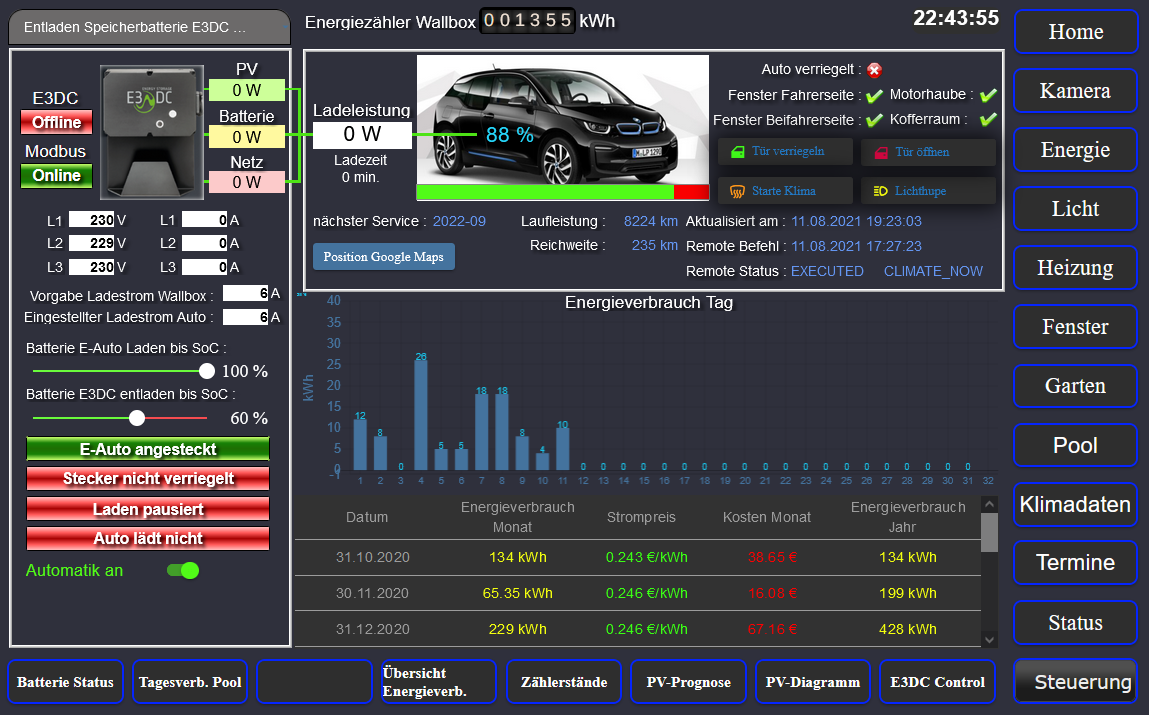 Entladen Speicherbatterie E3DC ...
Energiezähler Wallbox 001355 kWh
22:43:55
PV
0 W
E3DC
Offline
ENERGY STORAGE
E3/DC
Batterie
0 W
Modbus
Online
Netz
0 W
L1 230 V L1 0 A
L2 229 V L2 0 A
L3 230 V L3 0 A
Vorgabe Ladestrom Wallbox : 6 A
Eingestellter Ladestrom Auto : 6 A
Batterie E-Auto Laden bis SoC :
100 %
Batterie E3DC entladen bis SoC :
60 %
E-Auto angesteckt
Stecker nicht verriegelt
Laden pausiert
Auto lädt nicht
Automatik an
Ladeleistung
0 W
Ladezeit
0 min.
88 %
Auto verriegelt :
Fenster Fahrerseite : Motorhaube :
Fenster Beifahrerseite : Kofferraum :
Tür verriegeln Tür öffnen
Starte Klima Lichthupe
nächster Service : 2022-09 Laufleistung : 8224 km Aktualisiert am : 11.08.2021 19:23:03
Reichweite : 235 km Remote Befehl : 11.08.2021 17:27:23
Position Google Maps
Remote Status : EXECUTED CLIMATE_NOW
Energieverbrauch Tag
kWh
40
35
30
25
20
15
10
5
0
-1
12 8 0 26 5 5 18 18 8 4 10 0 0 0 0 0 0 0 0 0 0 0 0 0 0 0 0 0 0 0 0
1 2 3 4 5 6 7 8 9 10 11 12 13 14 15 16 17 18 19 20 21 22 23 24 25 26 27 28 29 30 31 32
Datum Energieverbrauch Monat Strompreis Kosten Monat Energieverbrauch Jahr
31.10.2020 134 kWh 0.243 €/kWh 38.65 € 134 kWh
30.11.2020 65.35 kWh 0.246 €/kWh 16.08 € 199 kWh
31.12.2020 229 kWh 0.246 €/kWh 67.16 € 428 kWh
Home
Kamera
Energie
Licht
Heizung
Fenster
Garten
Pool
Klimadaten
Termine
Status
Steuerung
Batterie Status
Tagesverb. Pool
Übersicht
Energieverb.
Zählerstände
PV-Prognose
PV-Diagramm
E3DC Control